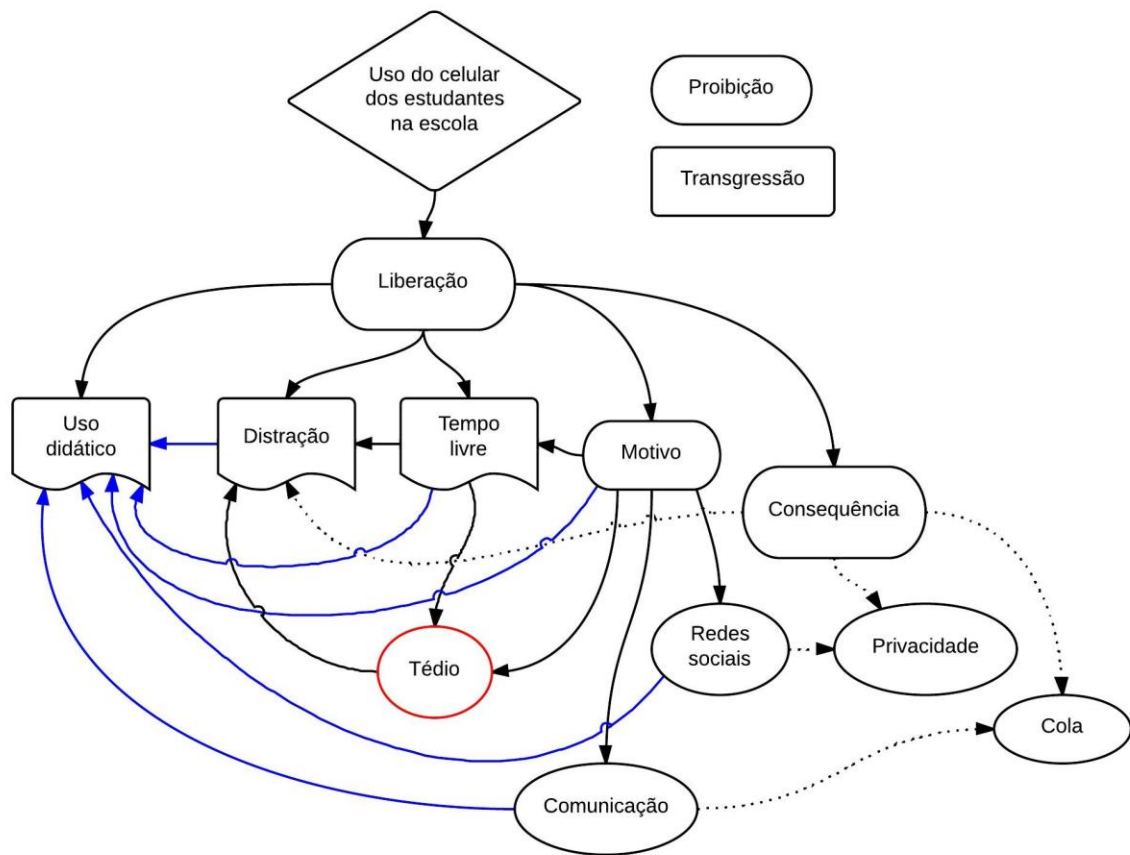 Uso do celular
dos estudantes
na escola
Proibição
Transgressão
Liberação
Uso
didático
Distração
Tempo
livre
Motivo
Consequência
Tédio
Redes
sociais
Privacidade
Cola
Comunicação